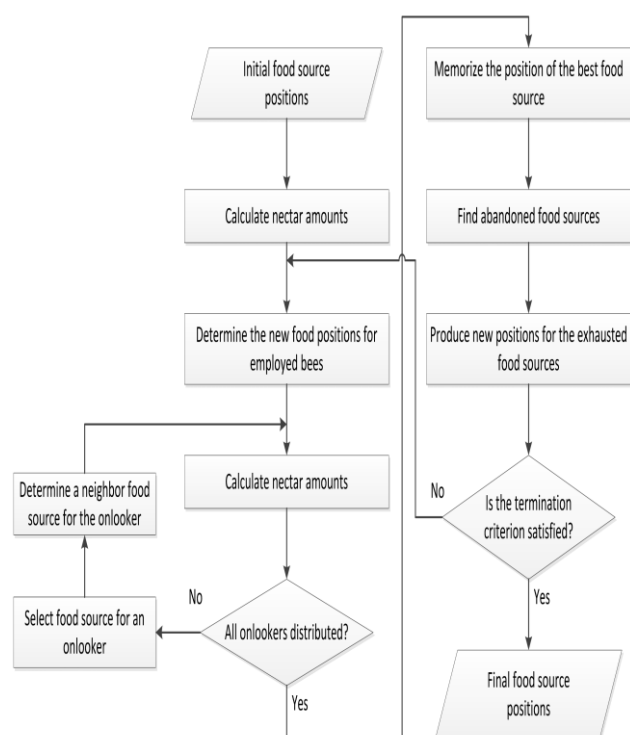 Initial food source
positions
Calculate nectar amounts
Determine the new food positions for
employed bees
Calculate nectar amounts
Determine a neighbor food
source for the onlooker
Select food source for an
onlooker
No
All onlookers distributed?
Yes
Memorize the position of the best food
source
Find abandoned food sources
Produce new positions for the exhausted
food sources
No
Is the termination
criterion satisfied?
Yes
Final food source
positions